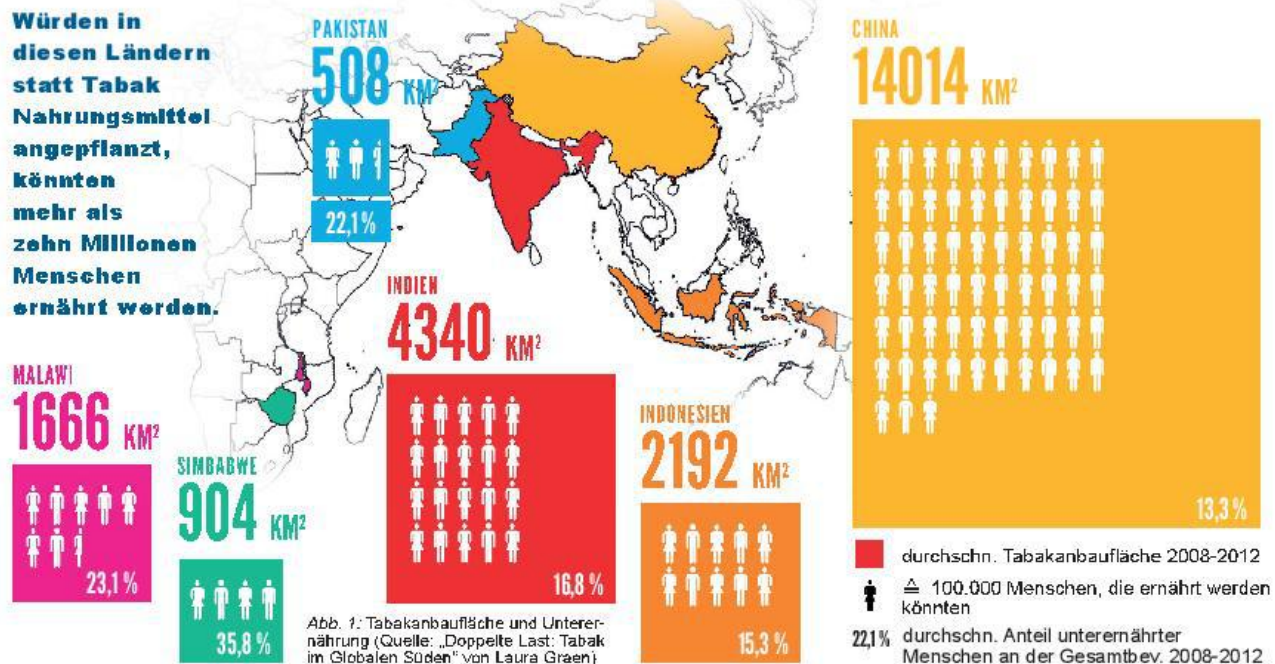 Würden in
diesen Ländern
statt Tabak
Nahrungsmittel
angepflanzt,
könnten
mehr als
zehn Millionen
Menschen
ernährt werden.
PAKISTAN
508 KM²
22,1%
CHINA
14014 KM²
13,3%
INDIEN
4340 KM²
16,8%
MALAWI
1666 KM²
23,1%
SIMBABWE
904 KM²
35,8%
INDONESIEN
2192 KM²
15,3%
Abb. 1: Tabakanbaufläche und Unterer-
nährung (Quelle: „Doppelte Last: Tabak
im Globalen Süden" von Laura Graen)
durchschn. Tabakanbaufläche 2008-2012
≙ 100.000 Menschen, die ernährt werden
könnten
22,1% durchschn. Anteil unterernährter
Menschen an der Gesamtbev. 2008-2012